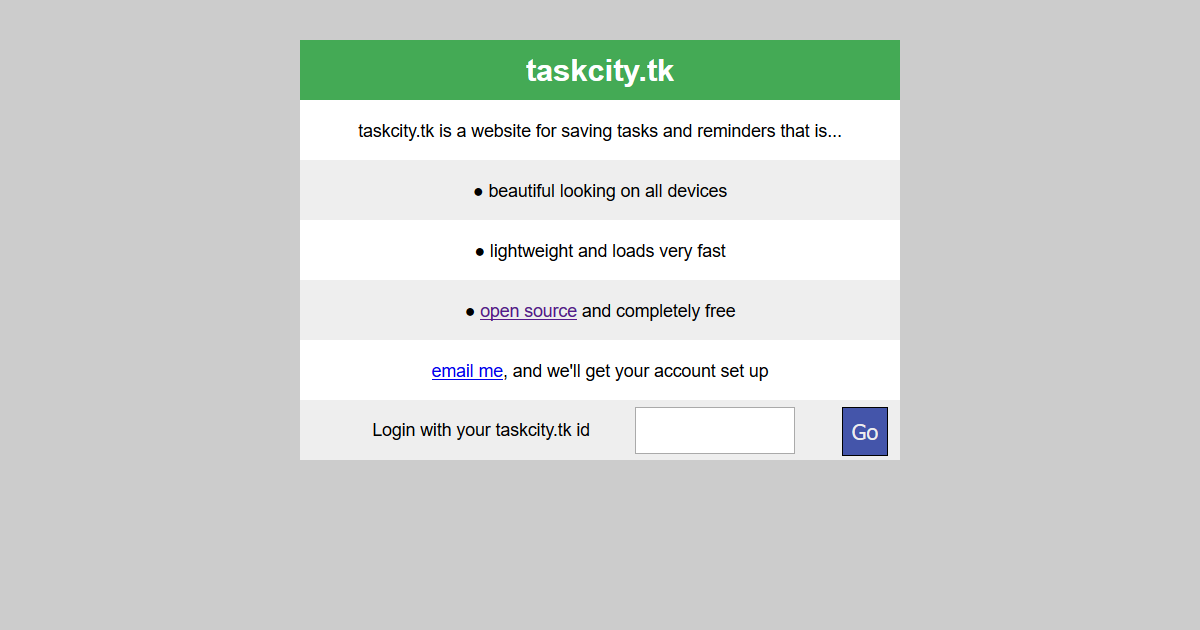 taskcity.tk
taskcity.tk is a website for saving tasks and reminders that is...
● beautiful looking on all devices
● lightweight and loads very fast
● open source and completely free
email me, and we'll get your account set up
Login with your taskcity.tk id Go